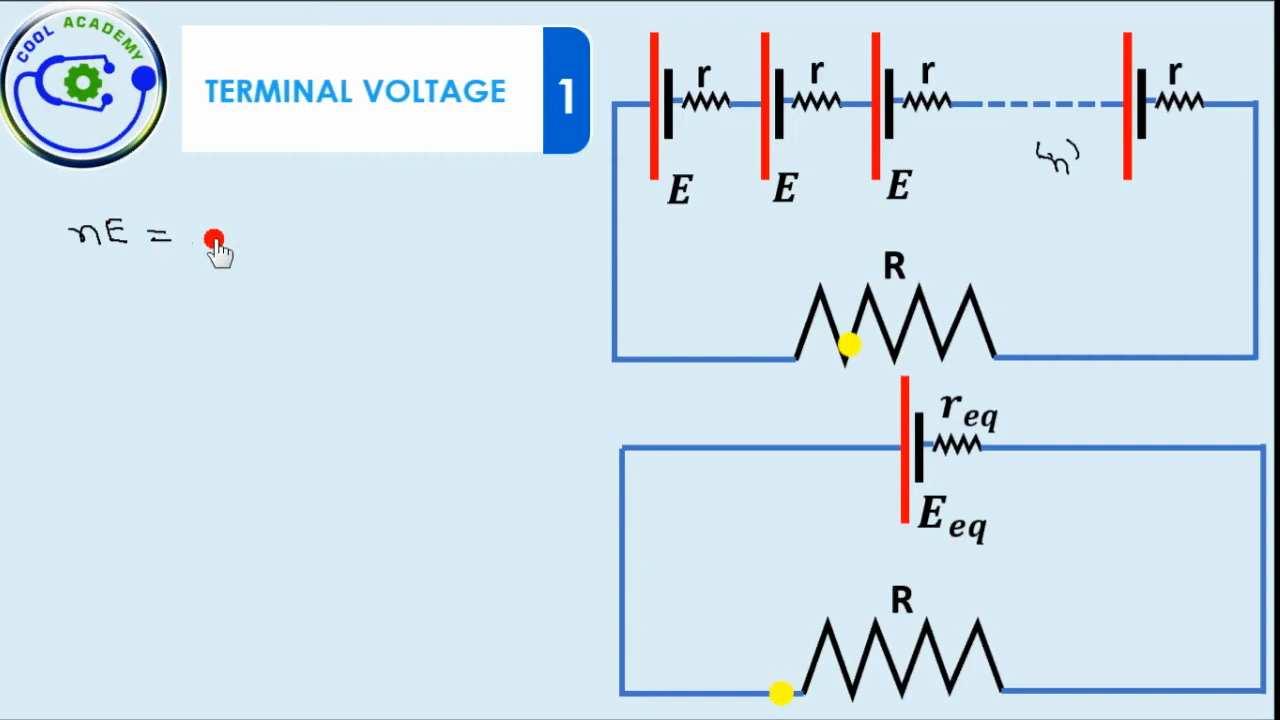 COOL ACADEMY
TERMINAL VOLTAGE 1
nE =
r r r r
E E E
(n)
R
r_eq
E_eq
R